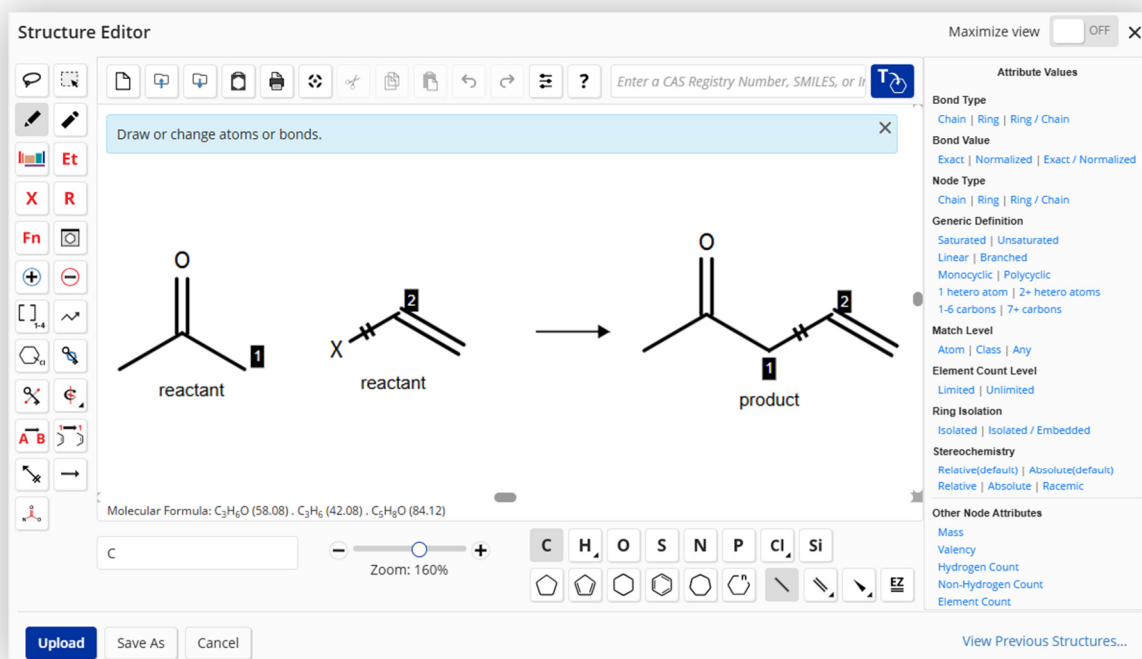 Structure Editor
Maximize view OFF
Enter a CAS Registry Number, SMILES, or
T
?
Et
X R
Fn
[ ] 1-4
Cl
¢
A B
1 1
N O
Draw or change atoms or bonds.
O
1
reactant
X
2
reactant
O
2
1
product
Molecular Formula: C₃H₆O (58.08) . C₃H₆ (42.08) . C₅H₈O (84.12)
C
Zoom: 160%
C H O S N P Cl Si
n
EZ
Attribute Values
Bond Type
Chain | Ring | Ring / Chain
Bond Value
Exact | Normalized | Exact / Normalized
Node Type
Chain | Ring | Ring / Chain
Generic Definition
Saturated | Unsaturated
Linear | Branched
Monocyclic | Polycyclic
1 hetero atom | 2+ hetero atoms
1-6 carbons | 7+ carbons
Match Level
Atom | Class | Any
Element Count Level
Limited | Unlimited
Ring Isolation
Isolated | Isolated / Embedded
Stereochemistry
Relative(default) | Absolute(default)
Relative | Absolute | Racemic
Other Node Attributes
Mass
Valency
Hydrogen Count
Non-Hydrogen Count
Element Count
Upload Save As Cancel
View Previous Structures...